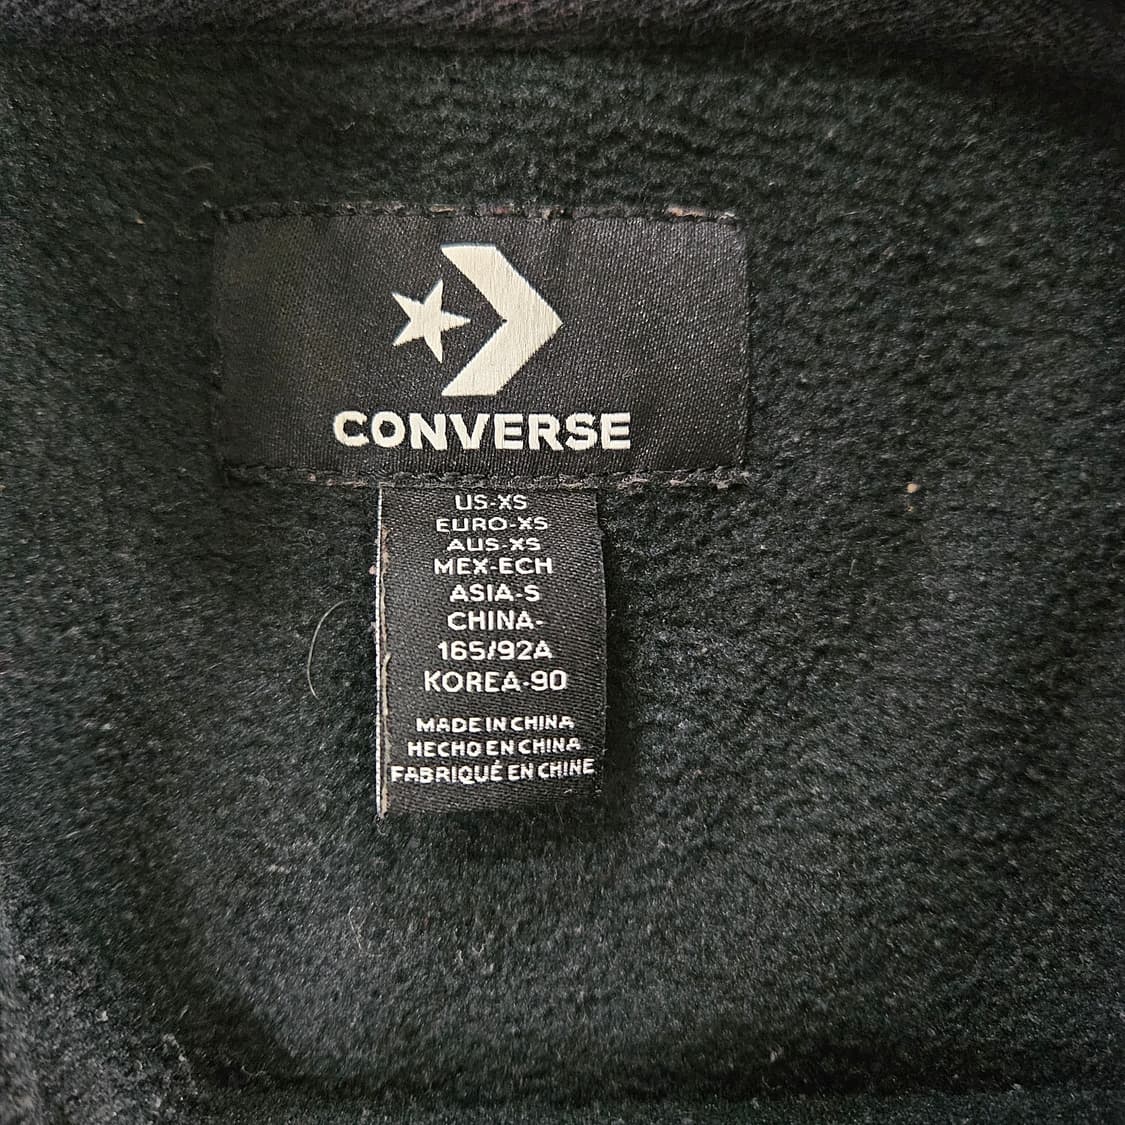 CONVERSE
US-XS
EURO-XS
AUS-XS
MEX-ECH
ASIA-S
CHINA-
165/92A
KOREA-90
MADE IN CHINA
HECHO EN CHINA
FABRIQUÉ EN CHINE